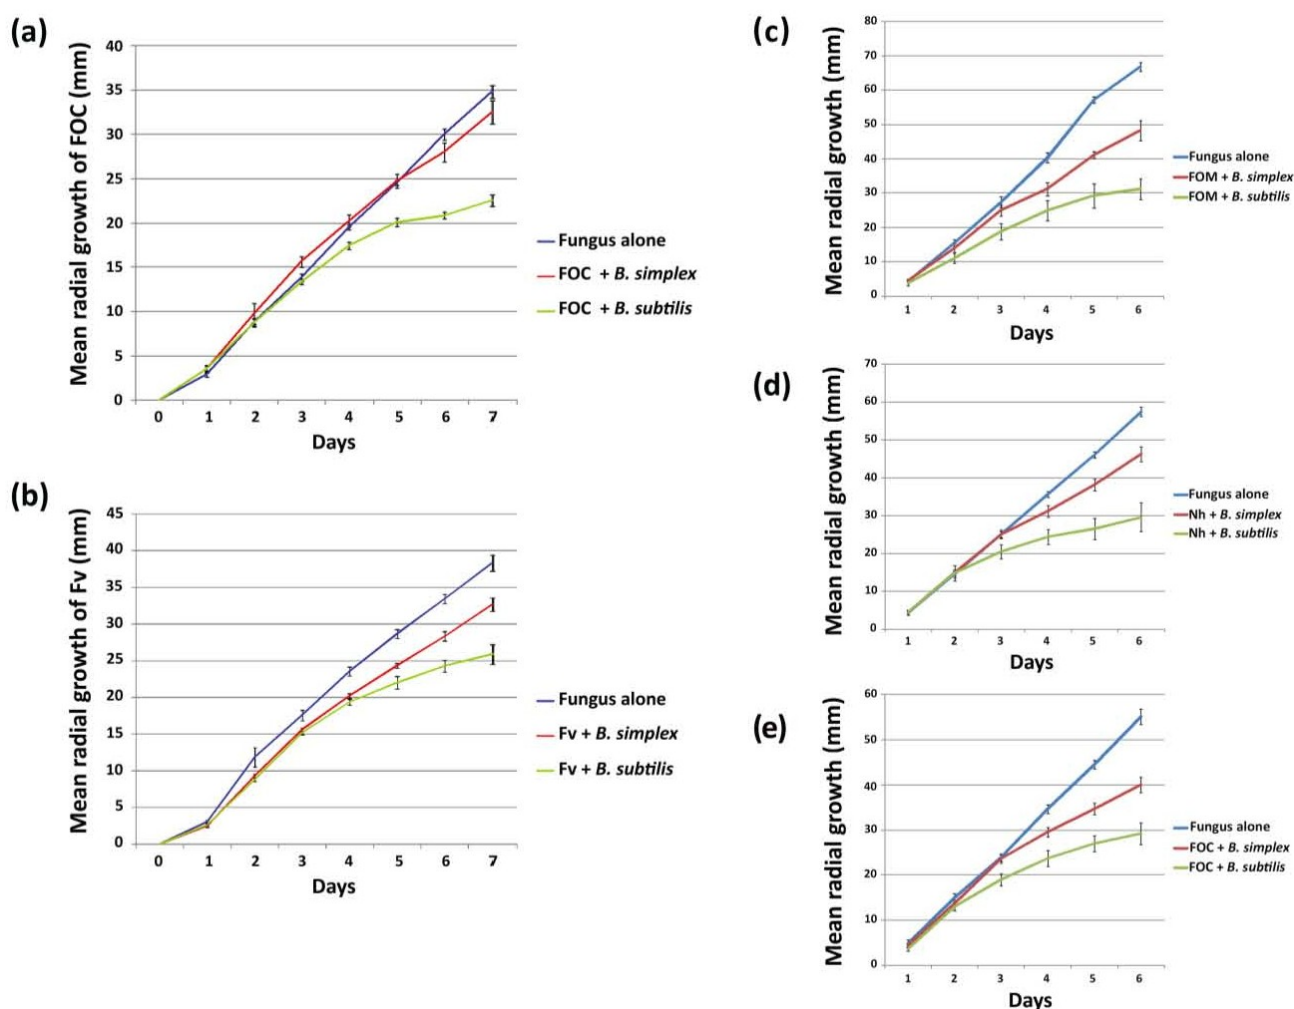 (a)
Mean radial growth of FOC (mm)
40
35
30
25
20
15
10
5
0
0 1 2 3 4 5 6 7
Days
Fungus alone
FOC + B. simplex
FOC + B. subtilis
(b)
Mean radial growth of Fv (mm)
45
40
35
30
25
20
15
10
5
0
0 1 2 3 4 5 6 7
Days
Fungus alone
Fv + B. simplex
Fv + B. subtilis
(c)
Mean radial growth (mm)
80
70
60
50
40
30
20
10
0
1 2 3 4 5 6
Days
Fungus alone
FOM + B. simplex
FOM + B. subtilis
(d)
Mean radial growth (mm)
70
60
50
40
30
20
10
0
1 2 3 4 5 6
Days
Fungus alone
Nh + B. simplex
Nh + B. subtilis
(e)
Mean radial growth (mm)
60
50
40
30
20
10
0
1 2 3 4 5 6
Days
Fungus alone
FOC + B. simplex
FOC + B. subtilis